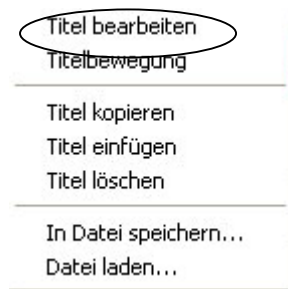 Titel bearbeiten
Titelbewegung
Titel kopieren
Titel einfügen
Titel löschen
In Datei speichern...
Datei laden...